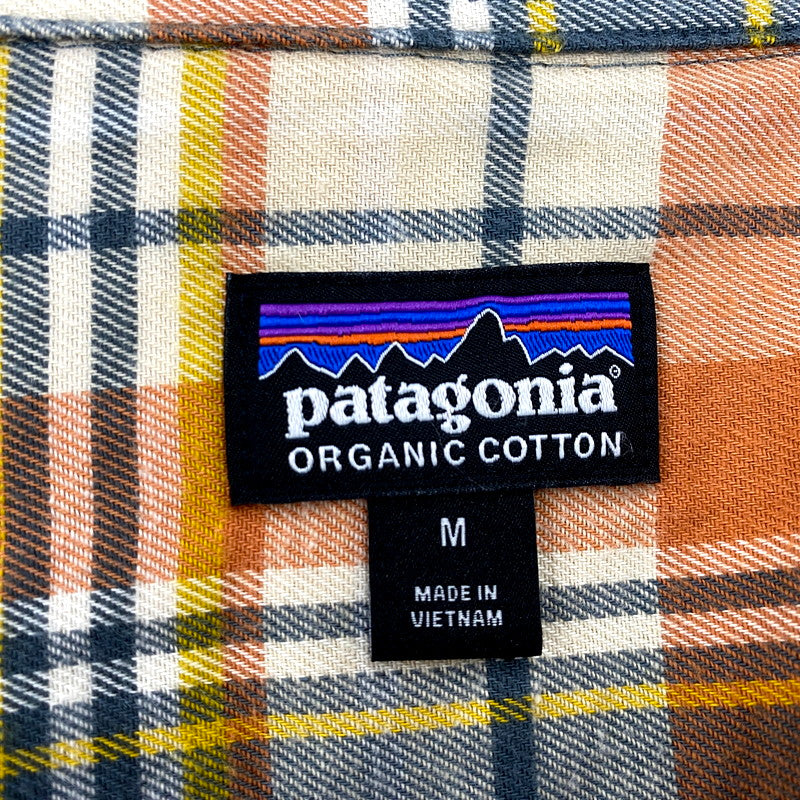 patagonia®
ORGANIC COTTON
M
MADE IN
VIETNAM